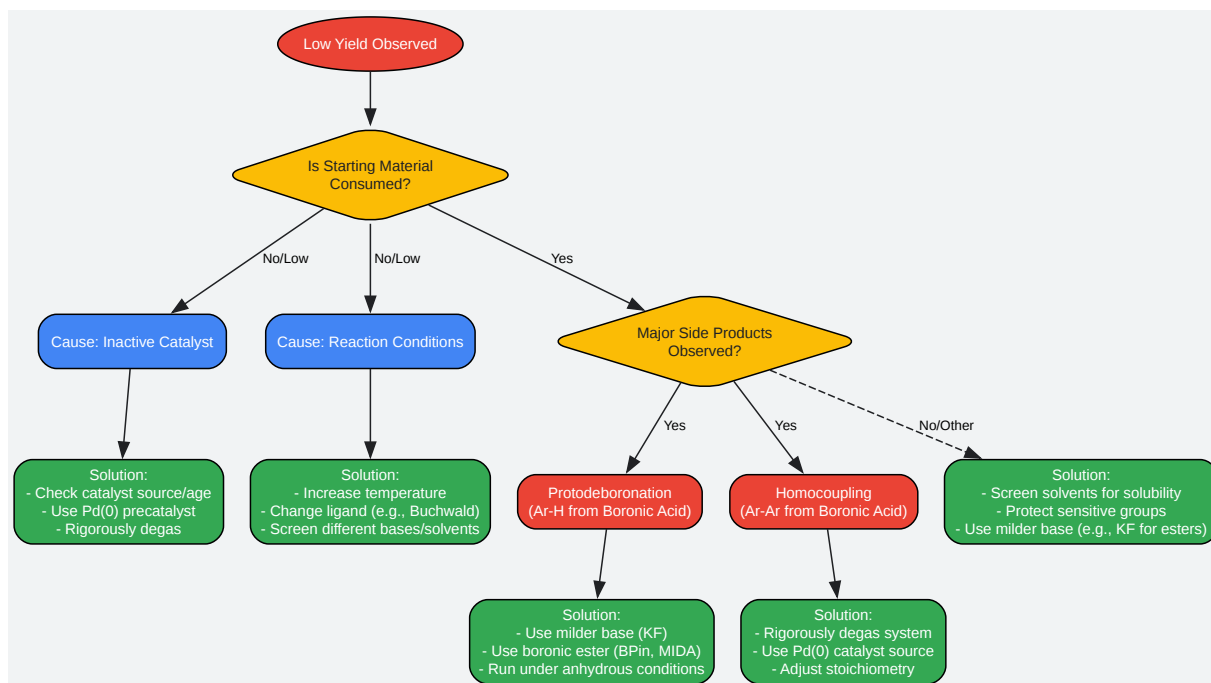 Low Yield Observed
Is Starting Material
Consumed?
No/Low
No/Low
Yes
Cause: Inactive Catalyst
Cause: Reaction Conditions
Major Side Products
Observed?
Yes
Yes
No/Other
Solution:
- Check catalyst source/age
- Use Pd(0) precatalyst
- Rigorously degas
Solution:
- Increase temperature
- Change ligand (e.g., Buchwald)
- Screen different bases/solvents
Protodeboronation
(Ar-H from Boronic Acid)
Homocoupling
(Ar-Ar from Boronic Acid)
Solution:
- Screen solvents for solubility
- Protect sensitive groups
- Use milder base (e.g., KF for esters)
Solution:
- Use milder base (KF)
- Use boronic ester (BPin, MIDA)
- Run under anhydrous conditions
Solution:
- Rigorously degas system
- Use Pd(0) catalyst source
- Adjust stoichiometry